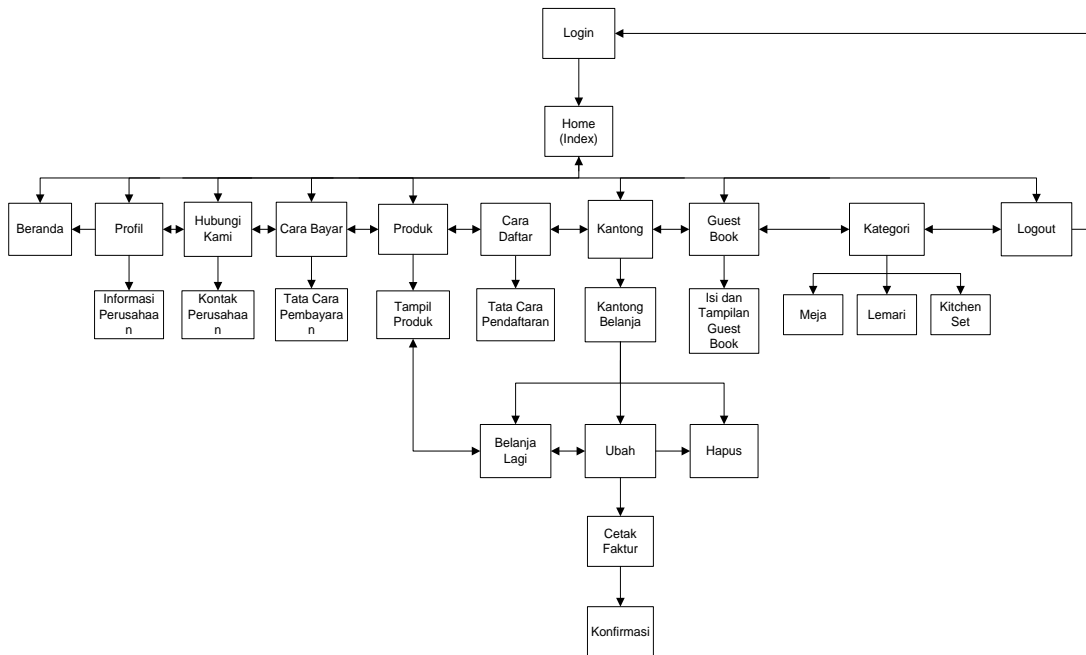 Login
Home
(Index)
Beranda
Profil
Hubungi
Kami
Cara Bayar
Produk
Cara
Daftar
Kantong
Guest
Book
Kategori
Logout
Informasi
Perusahaa
n
Kontak
Perusahaa
n
Tata Cara
Pembayara
n
Tampil
Produk
Tata Cara
Pendaftaran
Kantong
Belanja
Isi dan
Tampilan
Guest
Book
Meja
Lemari
Kitchen
Set
Belanja
Lagi
Ubah
Hapus
Cetak
Faktur
Konfirmasi